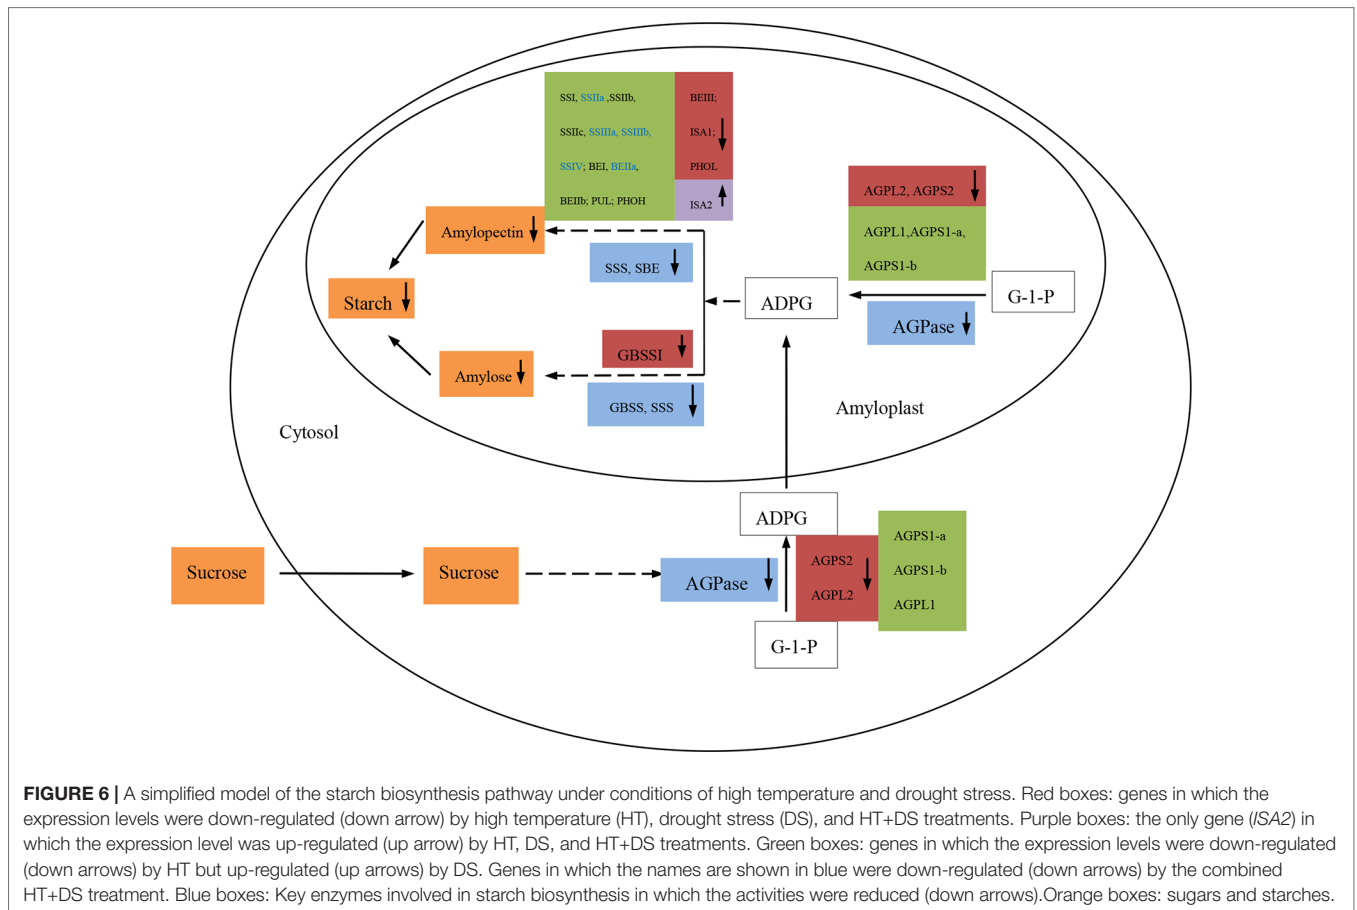 SSI, SSIIa ,SSIIb,
SSIIc, SSIIIa, SSIIIb,
SSIV; BEI, BEIIa,
BEIIb; PUL; PHOH
BEIII;
ISA1;
PHOL
ISA2
AGPL2, AGPS2
AGPL1,AGPS1-a,
AGPS1-b
Amylopectin
SSS, SBE
Starch
ADPG
G-1-P
AGPase
GBSSI
Amylose
GBSS, SSS
Amyloplast
Cytosol
ADPG
Sucrose
Sucrose
AGPase
AGPS2
AGPL2
AGPS1-a
AGPS1-b
AGPL1
G-1-P
FIGURE 6 | A simplified model of the starch biosynthesis pathway under conditions of high temperature and drought stress. Red boxes: genes in which the
expression levels were down-regulated (down arrow) by high temperature (HT), drought stress (DS), and HT+DS treatments. Purple boxes: the only gene (ISA2) in
which the expression level was up-regulated (up arrow) by HT, DS, and HT+DS treatments. Green boxes: genes in which the expression levels were down-regulated
(down arrows) by HT but up-regulated (up arrows) by DS. Genes in which the names are shown in blue were down-regulated (down arrows) by the combined
HT+DS treatment. Blue boxes: Key enzymes involved in starch biosynthesis in which the activities were reduced (down arrows).Orange boxes: sugars and starches.